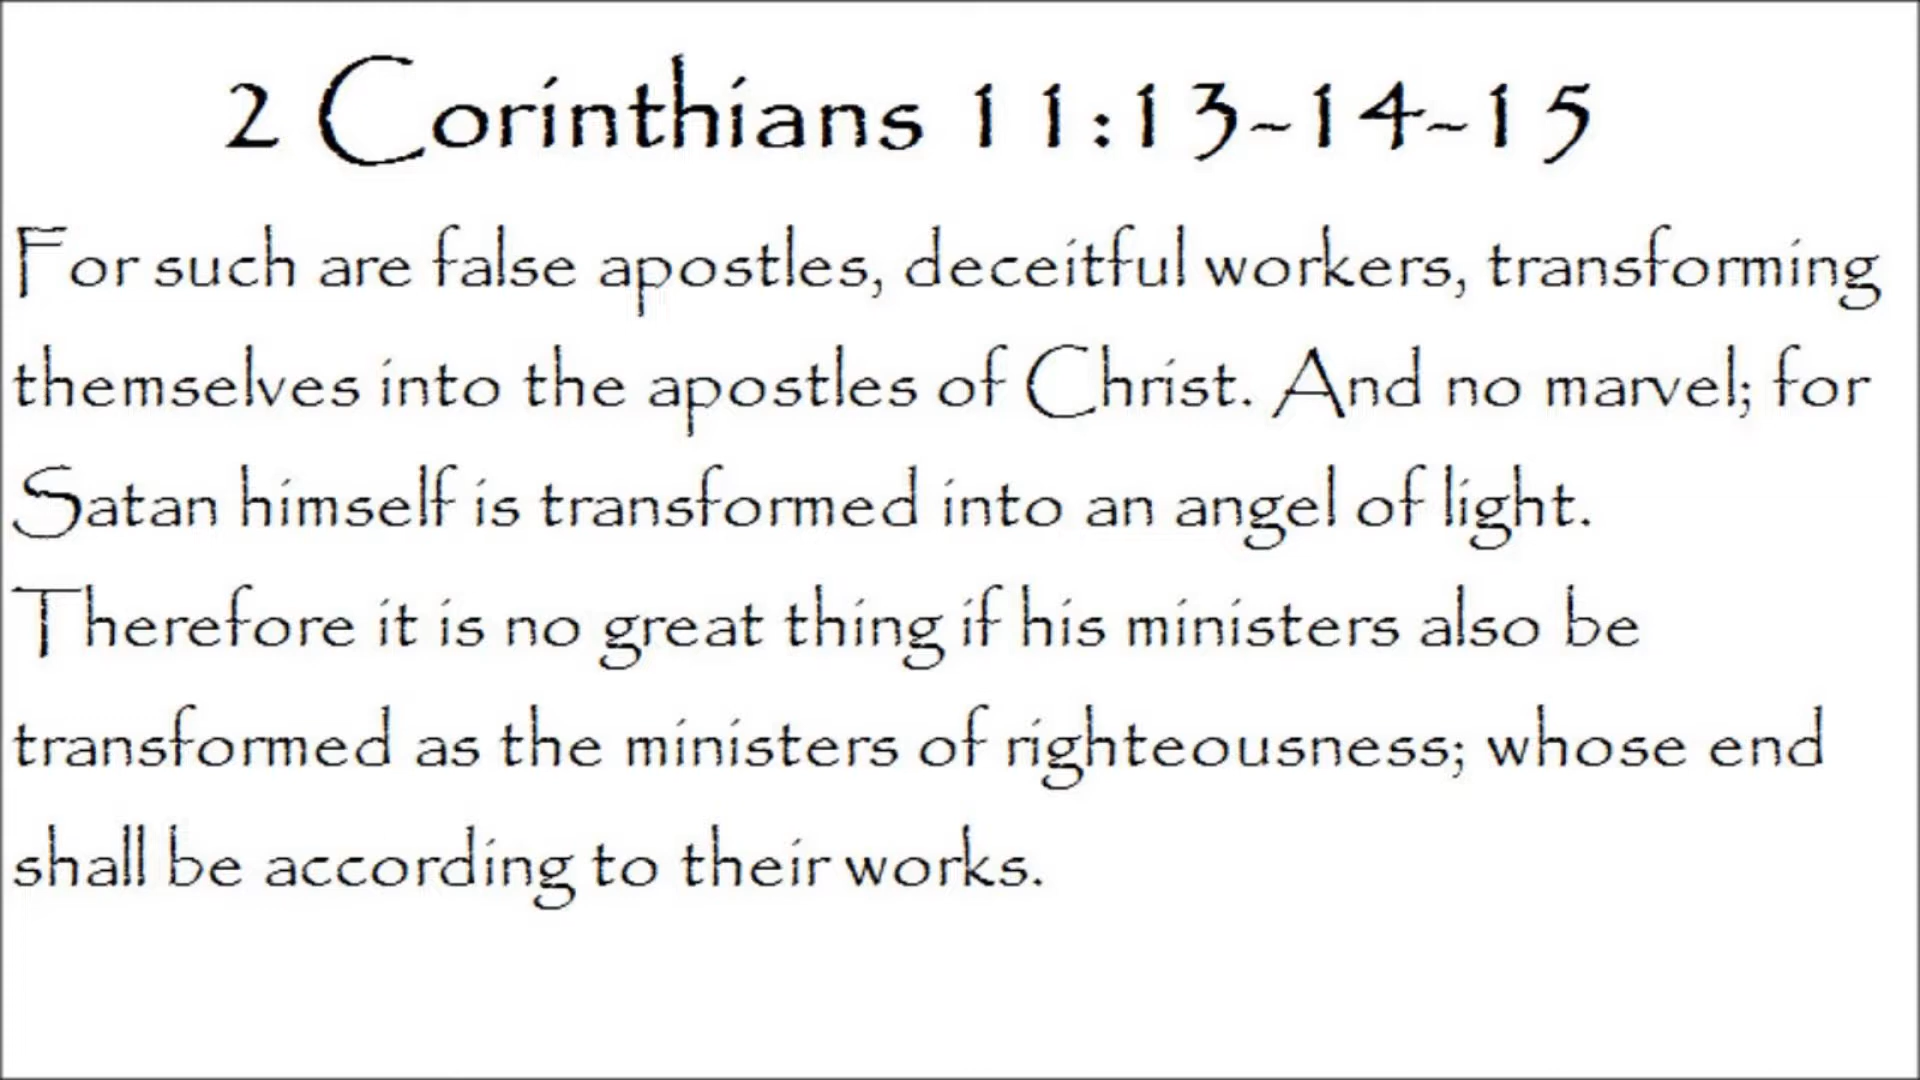 2 Corinthians 11:13~14~15
For such are false apostles, deceitful workers, transforming
themselves into the apostles of Christ. And no marvel; for
Satan himself is transformed into an angel of light.
Therefore it is no great thing if his ministers also be
transformed as the ministers of righteousness; whose end
shall be according to their works.